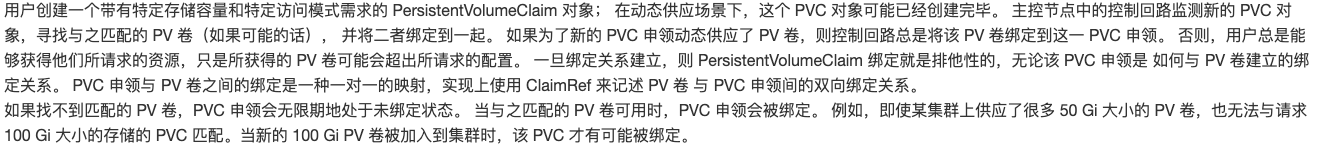 用户创建一个带有特定存储容量和特定访问模式需求的 PersistentVolumeClaim 对象； 在动态供应场景下，这个 PVC 对象可能已经创建完毕。 主控节点中的控制回路监测新的 PVC 对
象，寻找与之匹配的 PV 卷（如果可能的话）， 并将二者绑定到一起。 如果为了新的 PVC 申领动态供应了 PV 卷，则控制回路总是将该 PV 卷绑定到这一 PVC 申领。 否则，用户总是能
够获得他们所请求的资源，只是所获得的 PV 卷可能会超出所请求的配置。 一旦绑定关系建立，则 PersistentVolumeClaim 绑定就是排他性的，无论该 PVC 申领是 如何与 PV 卷建立的绑
定关系。 PVC 申领与 PV 卷之间的绑定是一种一对一的映射，实现上使用 ClaimRef 来记述 PV 卷 与 PVC 申领间的双向绑定关系。
如果找不到匹配的 PV 卷，PVC 申领会无限期地处于未绑定状态。 当与之匹配的 PV 卷可用时，PVC 申领会被绑定。 例如，即使某集群上供应了很多 50 Gi 大小的 PV 卷，也无法与请求
100 Gi 大小的存储的 PVC 匹配。当新的 100 Gi PV 卷被加入到集群时，该 PVC 才有可能被绑定。